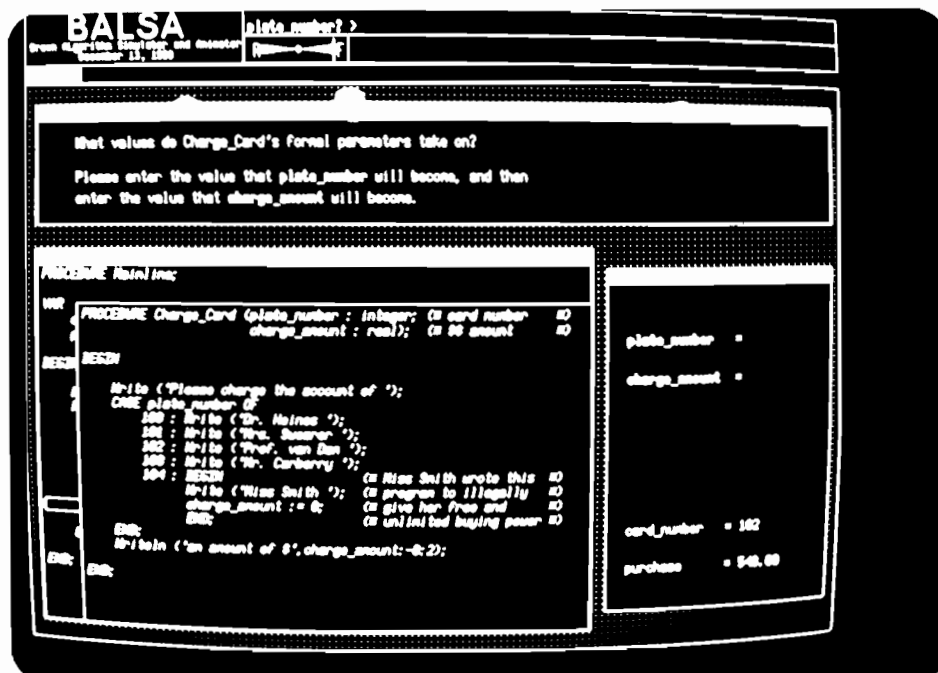 BALSA
Brown Algorithm Simulator and Animator
December 13, 1983
plate_number? >
R F
What values do Charge_Card's formal parameters take on?
Please enter the value that plate_number will become, and then
enter the value that charge_amount will become.
PROCEDURE Mainline;
VAR
BEGIN
END;
PROCEDURE Charge_Card (plate_number : integer; (* card number *)
charge_amount : real); (* $$ amount *)
BEGIN
Write ('Please charge the account of ');
CASE plate_number OF
100 : Write ('Dr. Haines ');
101 : Write ('Mrs. Swearer ');
102 : Write ('Prof. van Dam ');
103 : Write ('Mr. Carberry ');
104 : BEGIN (* Miss Smith wrote this *)
Write ('Miss Smith '); (* program to illegally *)
charge_amount := 0; (* give her free and *)
END; (* unlimited buying power *)
END;
Writeln ('an amount of $',charge_amount:-8:2);
END;
plate_number =
charge_amount =
card_number = 102
purchase